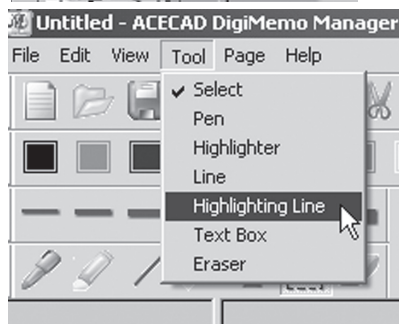 Untitled - ACECAD DigiMemo Manager
File Edit View Tool Page Help
Select
Pen
Highlighter
Line
Highlighting Line
Text Box
Eraser